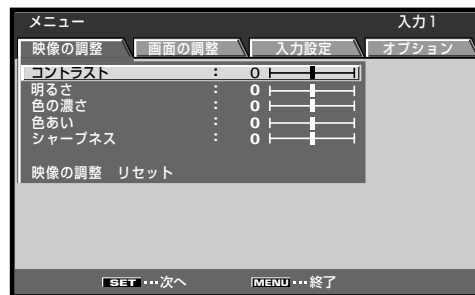 メニュー 入力1
映像の調整 画面の調整 入力設定 オプション
コントラスト : 0
明るさ : 0
色の濃さ : 0
色あい : 0
シャープネス : 0
映像の調整 リセット
SET…次へ MENU…終了